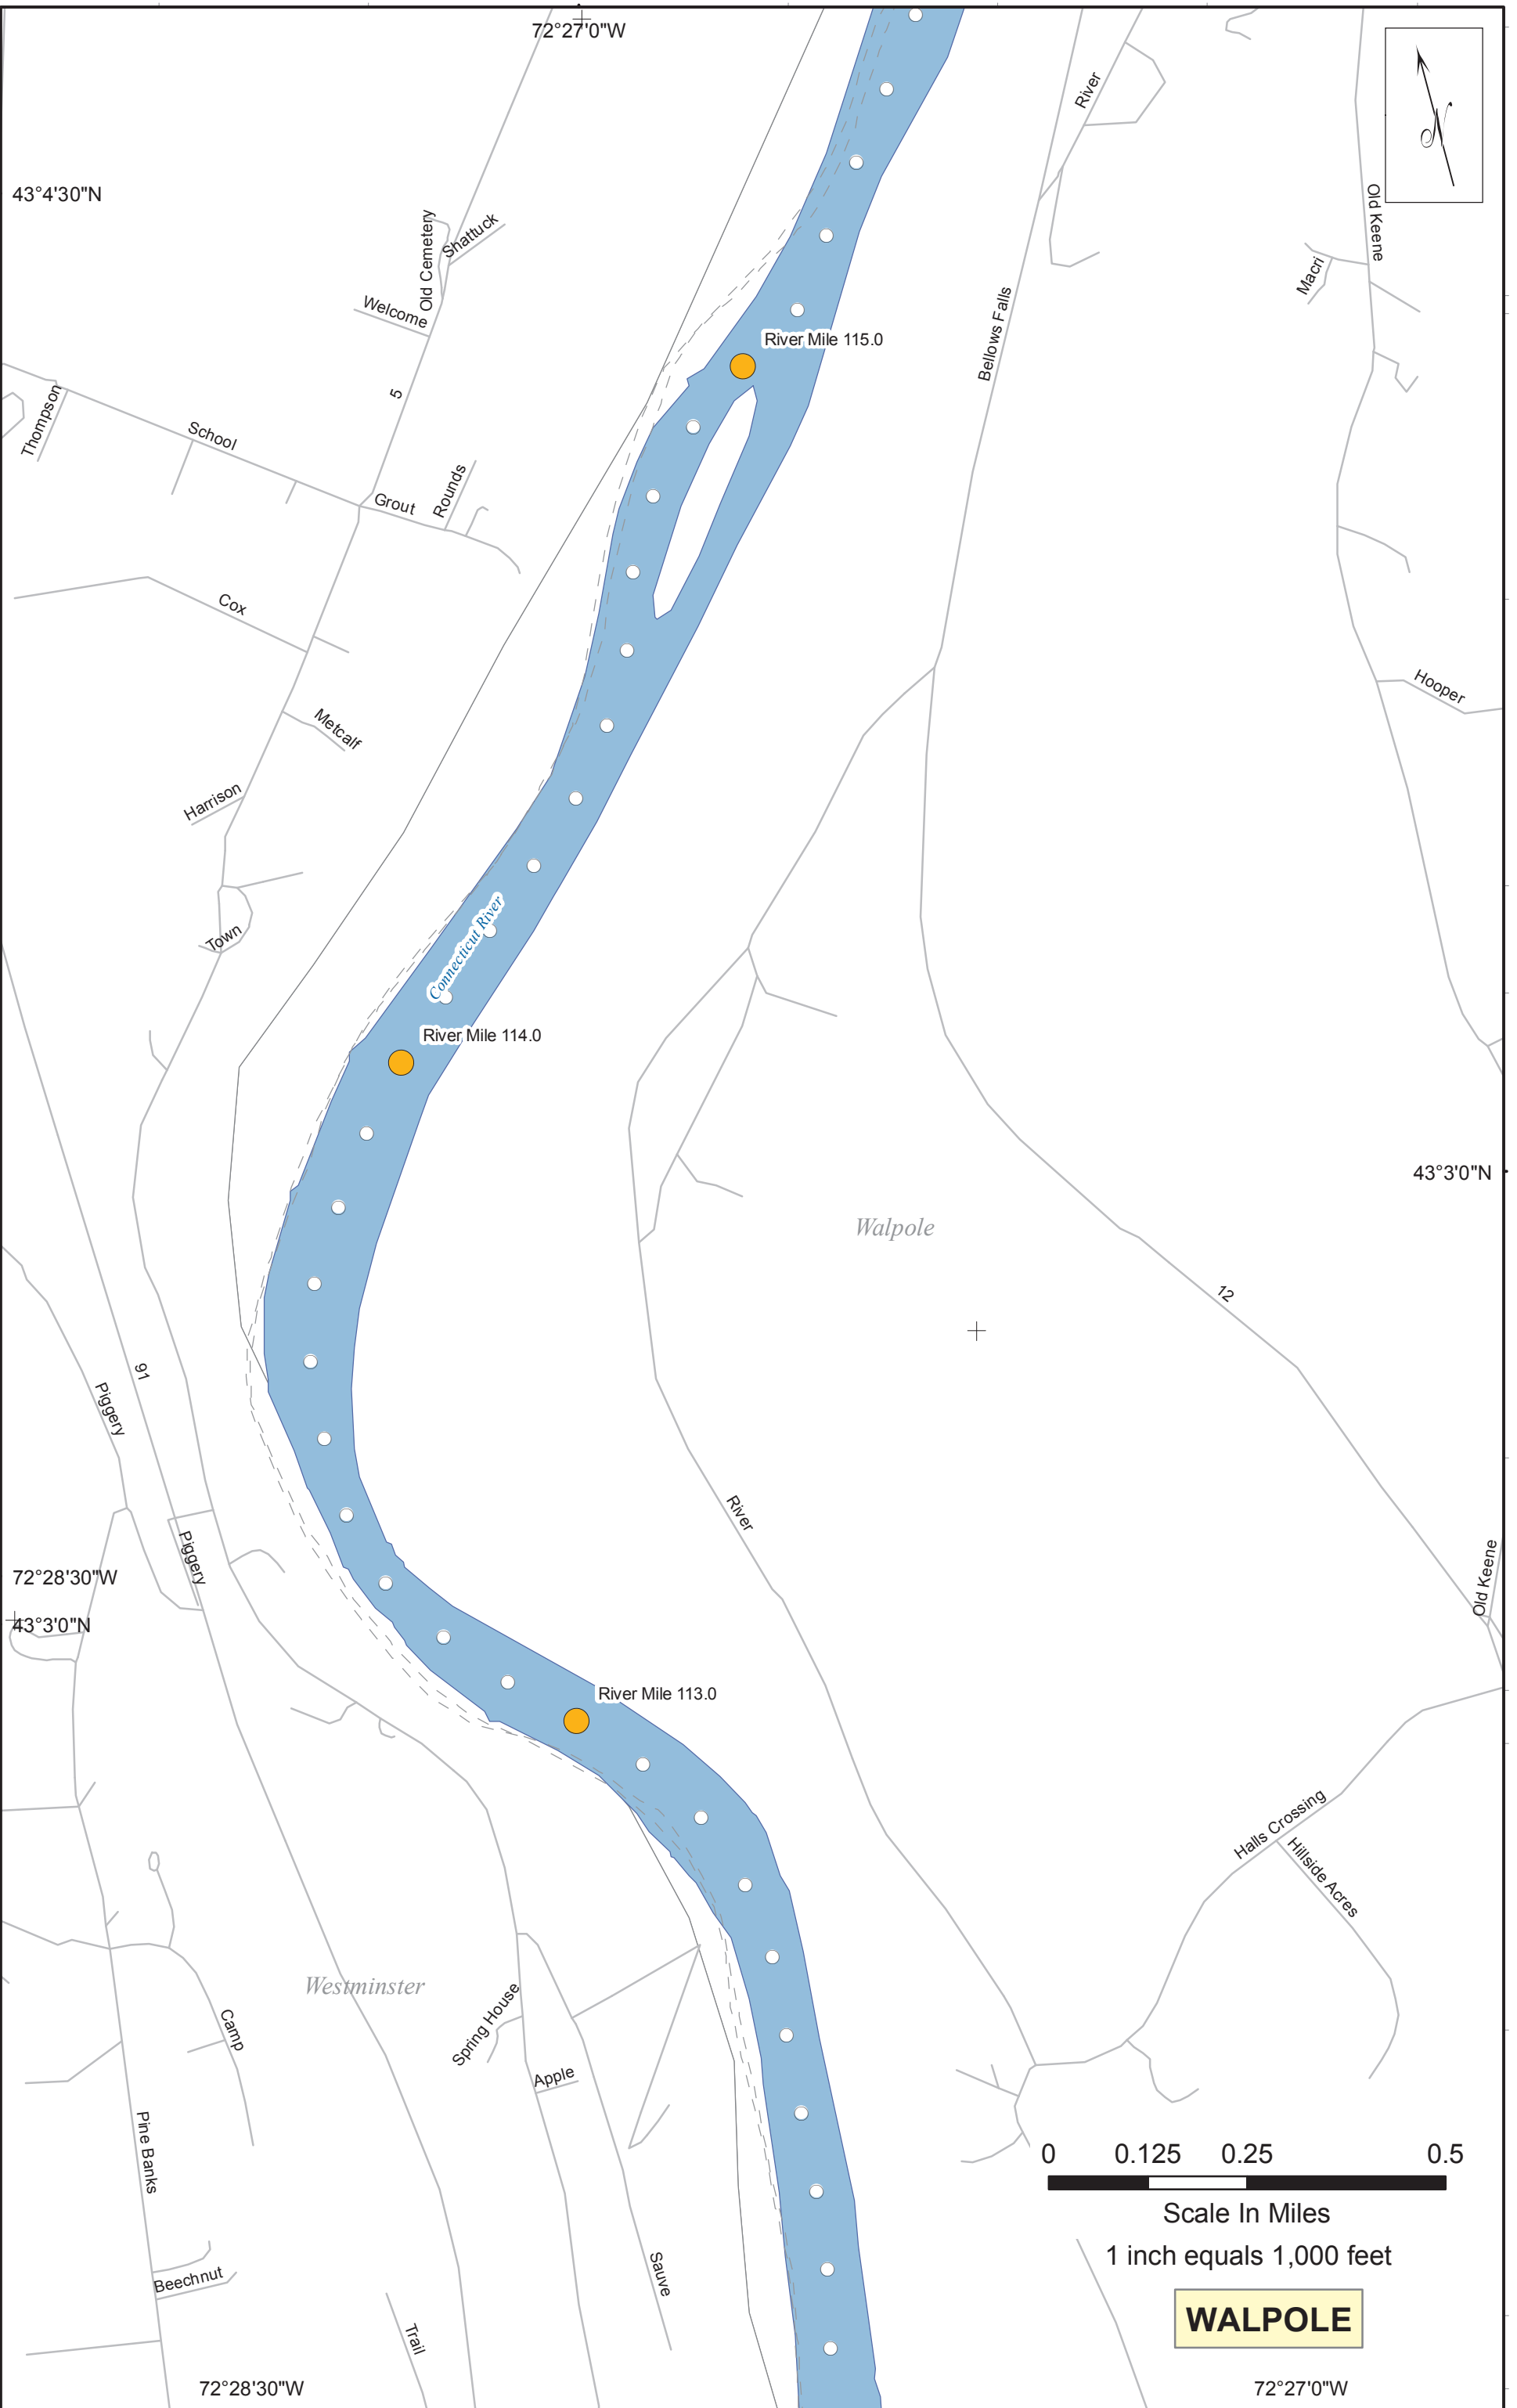 72°27'0"W
River
43°4'30"N
Old Keene
Old Cemetery
Shattuck
Macri
Welcome
Bellows Falls
River Mile 115.0
5
Thompson
School
Grout
Rounds
Cox
Hooper
Metcalf
Harrison
Connecticut River
Town
River Mile 114.0
43°3'0"N
Walpole
12
91
Piggery
River
Piggery
72°28'30"W
Old Keene
43°3'0"N
River Mile 113.0
Halls Crossing
Hillside Acres
Westminster
Camp
Spring House
Apple
Pine Banks
0 0.125 0.25 0.5
Scale In Miles
1 inch equals 1,000 feet
Sauve
Beechnut
WALPOLE
Trail
72°28'30"W
72°27'0"W